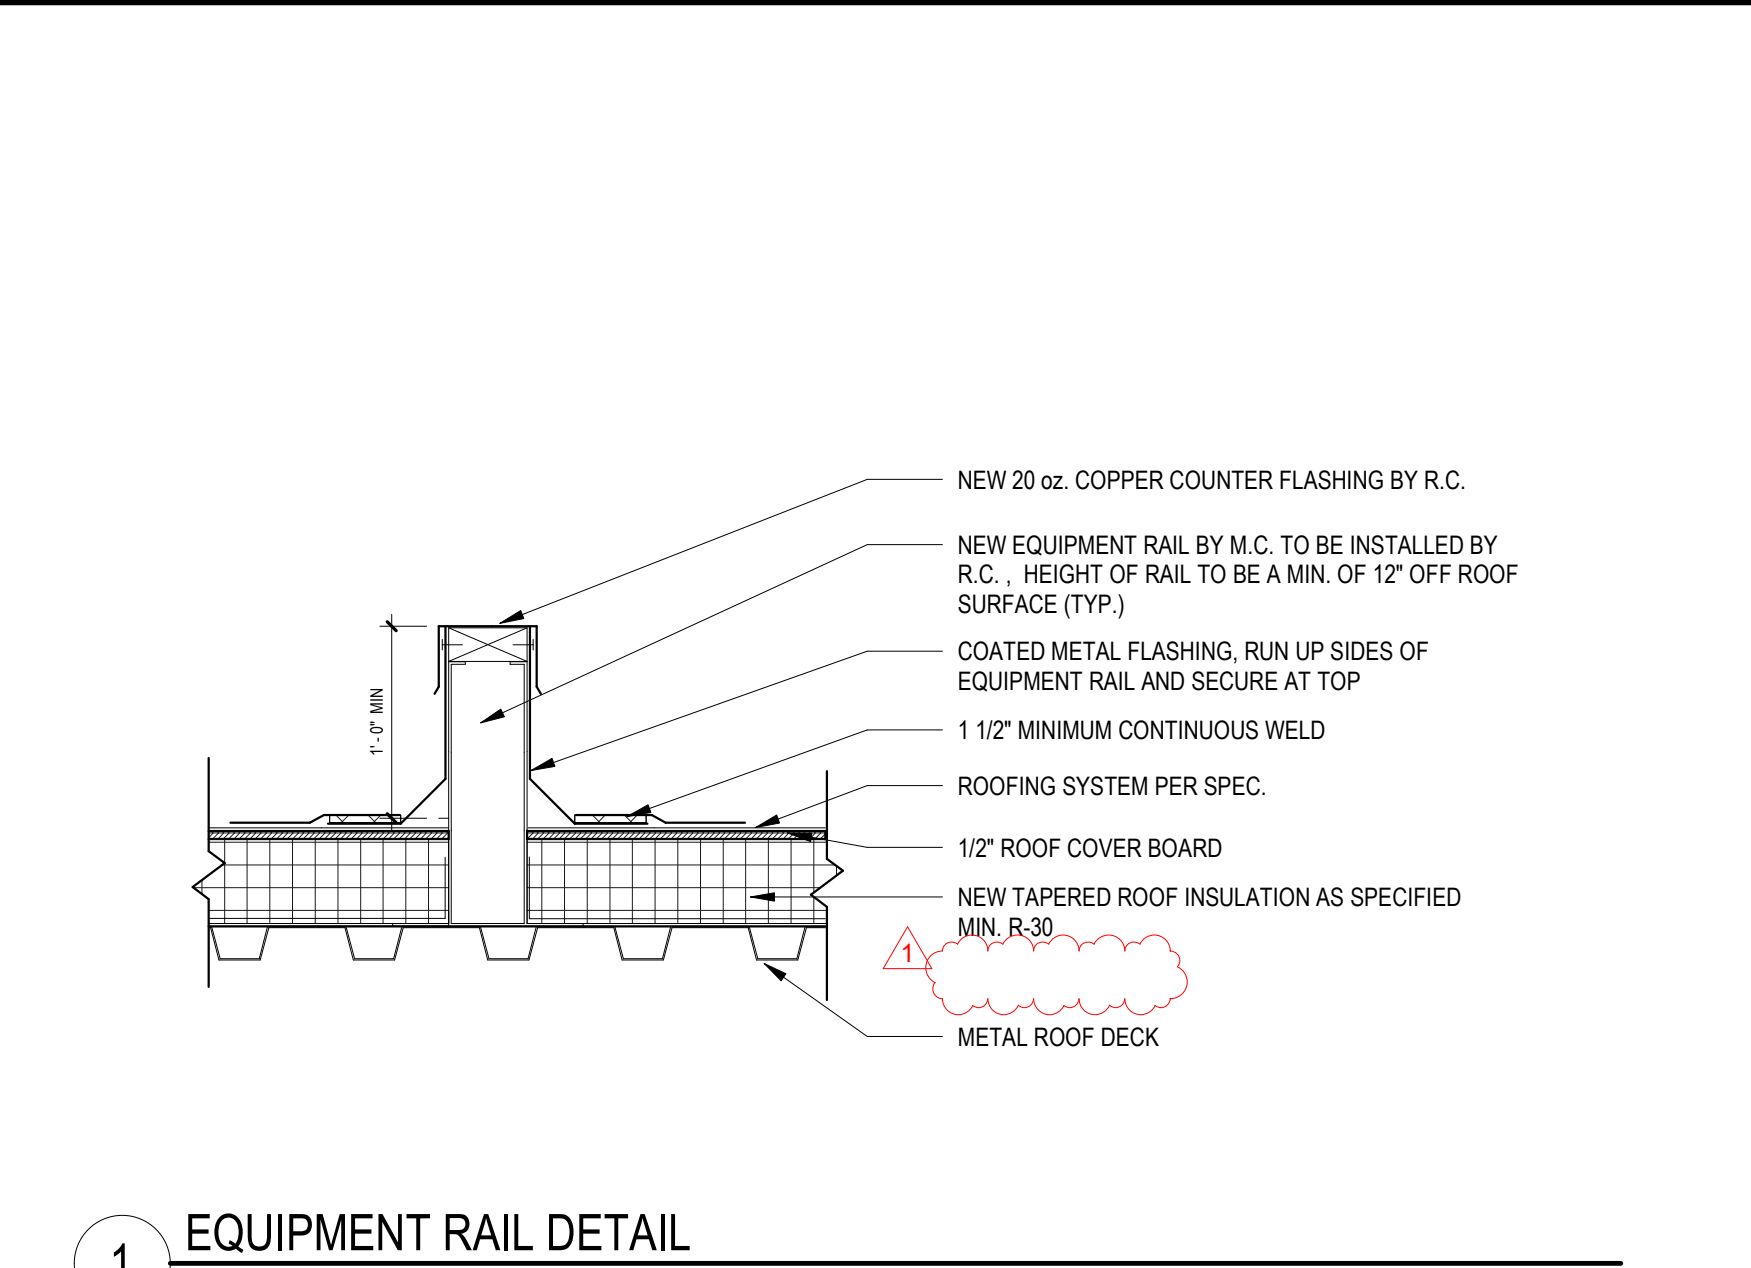 NEW 20 oz. COPPER COUNTER FLASHING BY R.C.
NEW EQUIPMENT RAIL BY M.C. TO BE INSTALLED BY
R.C. , HEIGHT OF RAIL TO BE A MIN. OF 12" OFF ROOF
SURFACE (TYP.)
COATED METAL FLASHING, RUN UP SIDES OF
EQUIPMENT RAIL AND SECURE AT TOP
1'-0" MIN
1 1/2" MINIMUM CONTINUOUS WELD
ROOFING SYSTEM PER SPEC.
1/2" ROOF COVER BOARD
NEW TAPERED ROOF INSULATION AS SPECIFIED
MIN. R-30
1
METAL ROOF DECK
1
EQUIPMENT RAIL DETAIL